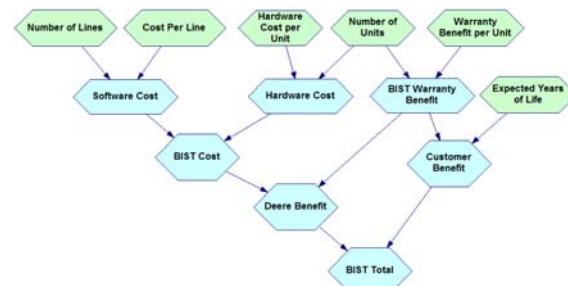 Number of Lines
Cost Per Line
Hardware
Cost per
Unit
Number of
Units
Warranty
Benefit per Unit
Software Cost
Hardware Cost
BIST Warranty
Benefit
Expected Years
of Life
BIST Cost
Customer
Benefit
Deere Benefit
BIST Total